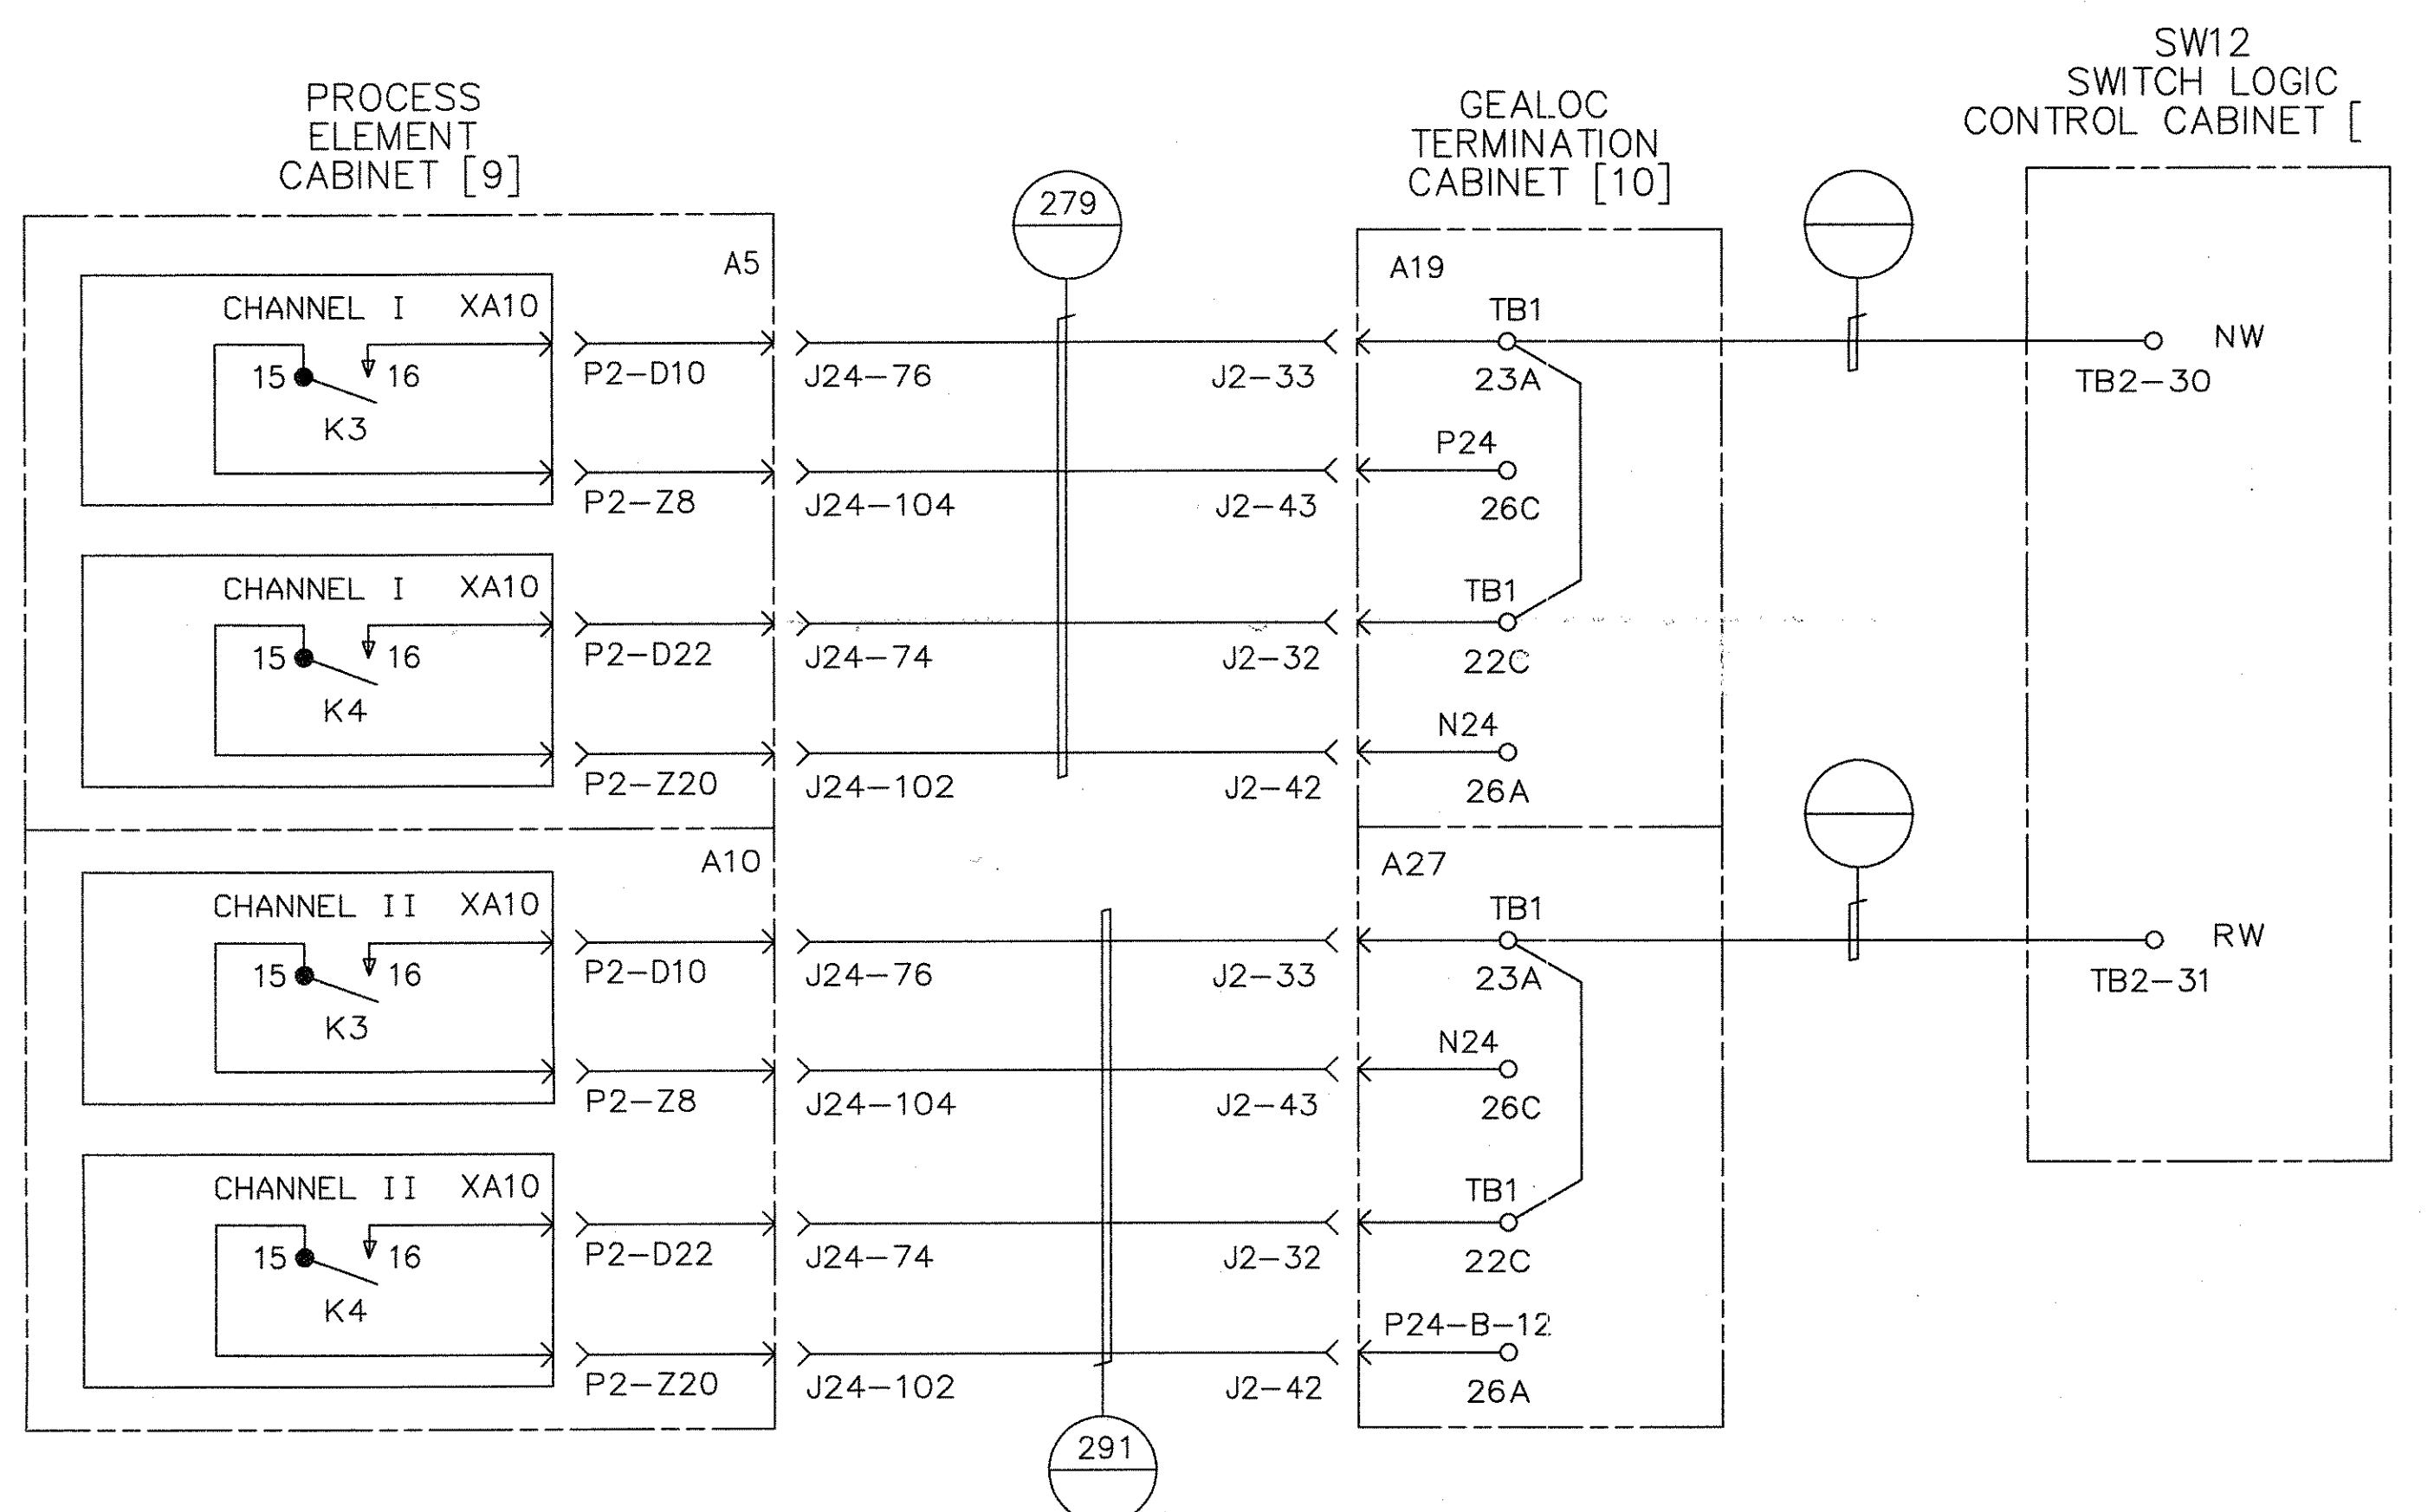 SW12
SWITCH LOGIC
CONTROL CABINET [
PROCESS
ELEMENT
CABINET [9]
GEALOC
TERMINATION
CABINET [10]
279
A5
A19
CHANNEL I XA10
TB1
15 16
K3
P2-D10
J24-76
J2-33
23A
NW
TB2-30
P24
P2-Z8
J24-104
J2-43
26C
CHANNEL I XA10
TB1
15 16
K4
P2-D22
J24-74
J2-32
22C
N24
P2-Z20
J24-102
J2-42
26A
A10
A27
CHANNEL II XA10
TB1
15 16
K3
P2-D10
J24-76
J2-33
23A
RW
TB2-31
N24
P2-Z8
J24-104
J2-43
26C
CHANNEL II XA10
TB1
15 16
K4
P2-D22
J24-74
J2-32
22C
P24-B-12
P2-Z20
J24-102
J2-42
26A
291